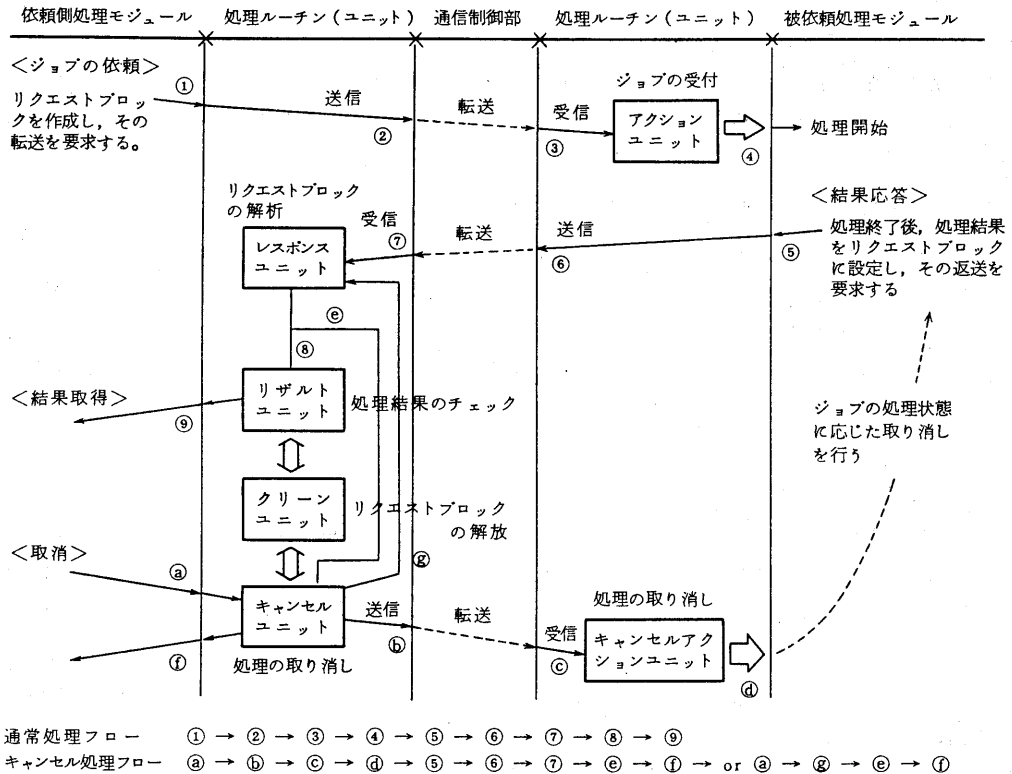 依頼側処理モジュール 処理ルーチン(ユニット) 通信制御部 処理ルーチン(ユニット) 被依頼処理モジュール
<ジョブの依頼>
リクエストブロッ
クを作成し,その
転送を要求する。
①
送信
②
転送
受信
③
ジョブの受付
アクション
ユニット
④
処理開始
リクエストブロック
の解析
受信
⑦
レスポンス
ユニット
転送
送信
⑥
⑤
<結果応答>
処理終了後,処理結果
をリクエストブロック
に設定し,その返送を
要求する
ⓔ
⑧
<結果取得>
⑨
リザルト
ユニット
処理結果のチェック
ジョブの処理状態
に応じた取り消し
を行う
クリーン
ユニット
リクエストブロック
の解放
<取消>
ⓐ
ⓖ
キャンセル
ユニット
送信
ⓑ
転送
受信
ⓒ
処理の取り消し
キャンセルアク
ションユニット
ⓓ
ⓕ
処理の取り消し
通常処理フロー ① → ② → ③ → ④ → ⑤ → ⑥ → ⑦ → ⑧ → ⑨
キャンセル処理フロー ⓐ → ⓑ → ⓒ → ⓓ → ⑤ → ⑥ → ⑦ → ⓔ → ⓕ → or ⓐ → ⓖ → ⓔ → ⓕ